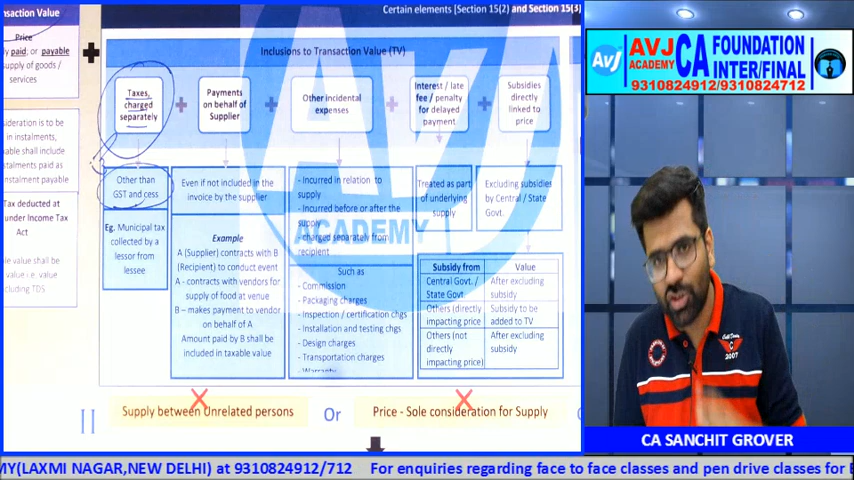 nsaction Value
Certain elements [Section 15(2) and Section 15(3)
Price
ly paid, or payable
supply of goods /
services
Inclusions to Transaction Value (TV)
Taxes,
charged
separately
Payments
on behalf of
Supplier
Other incidental
expenses
Interest / late
fee / penalty
for delayed
payment
Subsidies
directly
linked to
price
sideration is to be
in instalments,
able shall include
stalments paid as
nstalment payable
Tax deducted at
under Income Tax
Act
ble value shall be
value i.e. value
cluding TDS
Other than
GST and cess
Eg. Municipal tax
collected by a
lessor from
lessee
Even if not included in the
invoice by the supplier
Example
A (Supplier) contracts with B
(Recipient) to conduct event
A - contracts with vendors for
supply of food at venue
B – makes payment to vendor
on behalf of A
Amount paid by B shall be
included in taxable value
- Incurred in relation to
supply
- Incurred before or after the
supply
- charged separately from
recipient
Such as
- Commission
- Packaging charges
- Inspection / certification chgs
- Installation and testing chgs
- Design charges
- Transportation charges
- Warranty
Treated as part
of underlying
supply
Excluding subsidies
by Central / State
Govt.
Subsidy from Value
Central Govt. / After excluding
State Govt subsidy
Others (directly Subsidy to be
impacting price added to TV
Others (not After excluding
directly subsidy
impacting price)
Supply between Unrelated persons Or Price - Sole consideration for Supply
AVJ
ACADEMY
AVJ
AVJ
ACADEMY
CA FOUNDATION
INTER/FINAL
9310824912/9310824712
2007
CA SANCHIT GROVER
MY(LAXMI NAGAR,NEW DELHI) at 9310824912/712 For enquiries regarding face to face classes and pen drive classes for